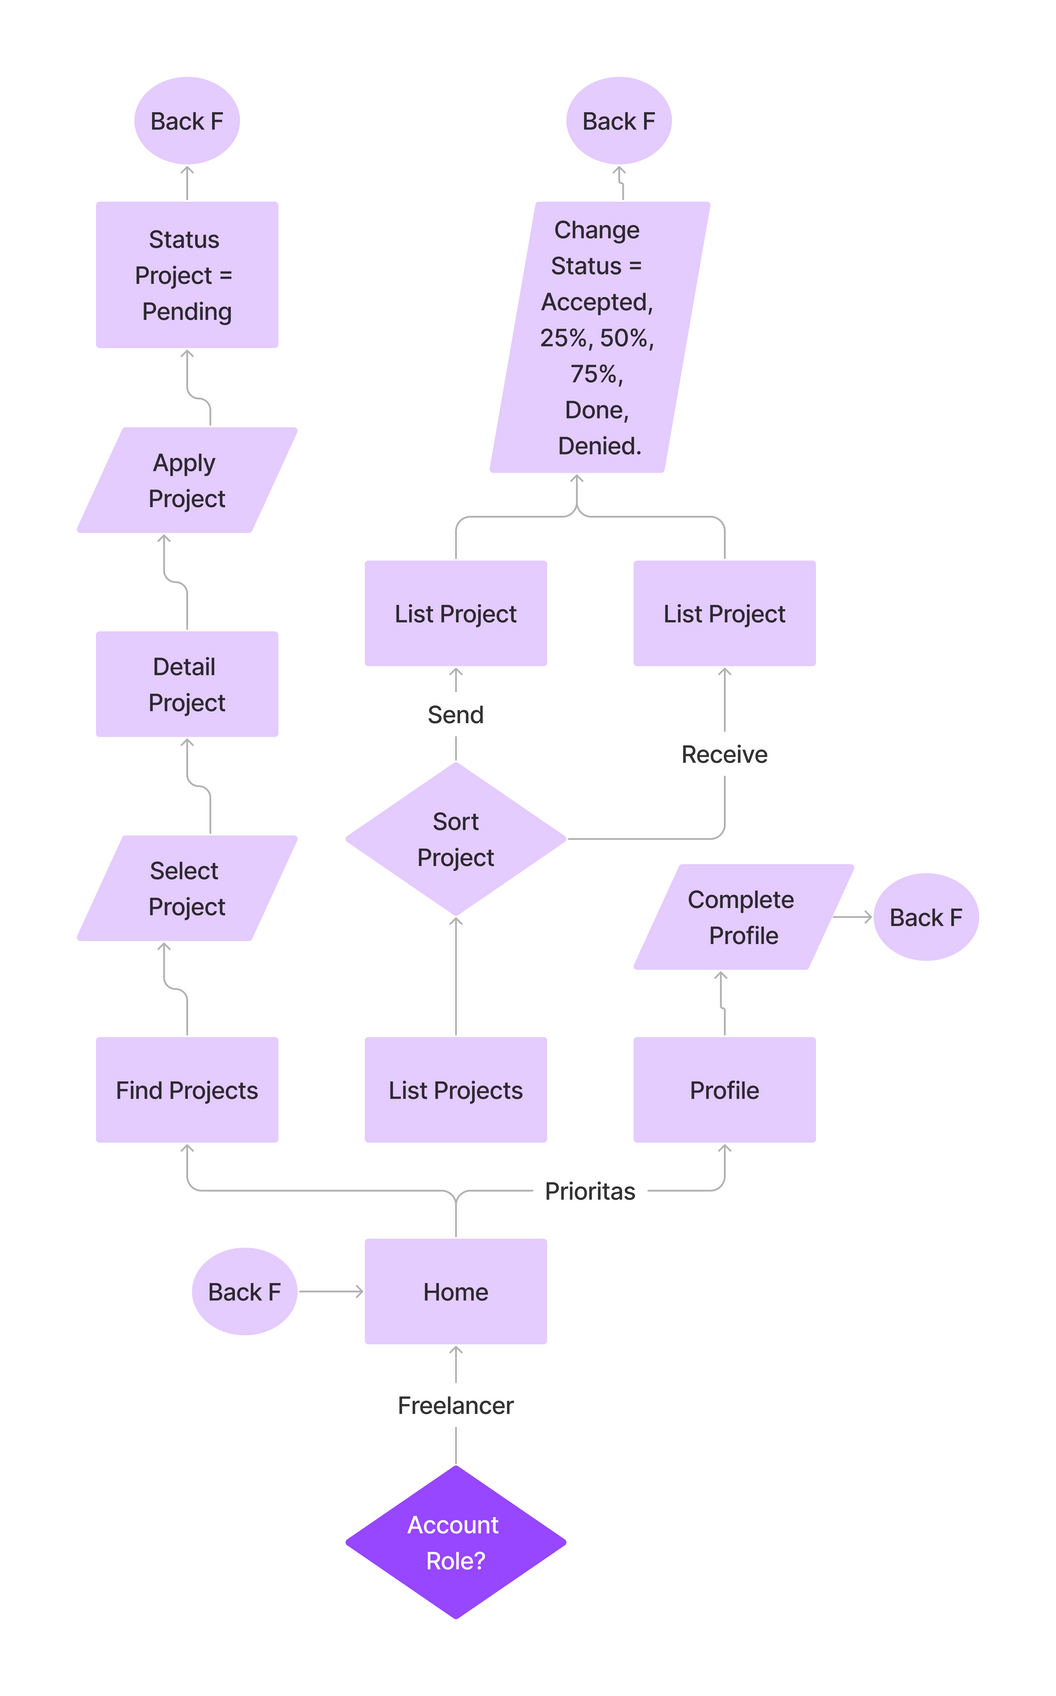 Back F
Back F
Status
Project =
Pending
Change
Status =
Accepted,
25%, 50%,
75%,
Done,
Denied.
Apply
Project
List Project
List Project
Detail
Project
Send
Receive
Sort
Project
Select
Project
Complete
Profile
Back F
Find Projects
List Projects
Profile
Prioritas
Back F
Home
Freelancer
Account
Role?